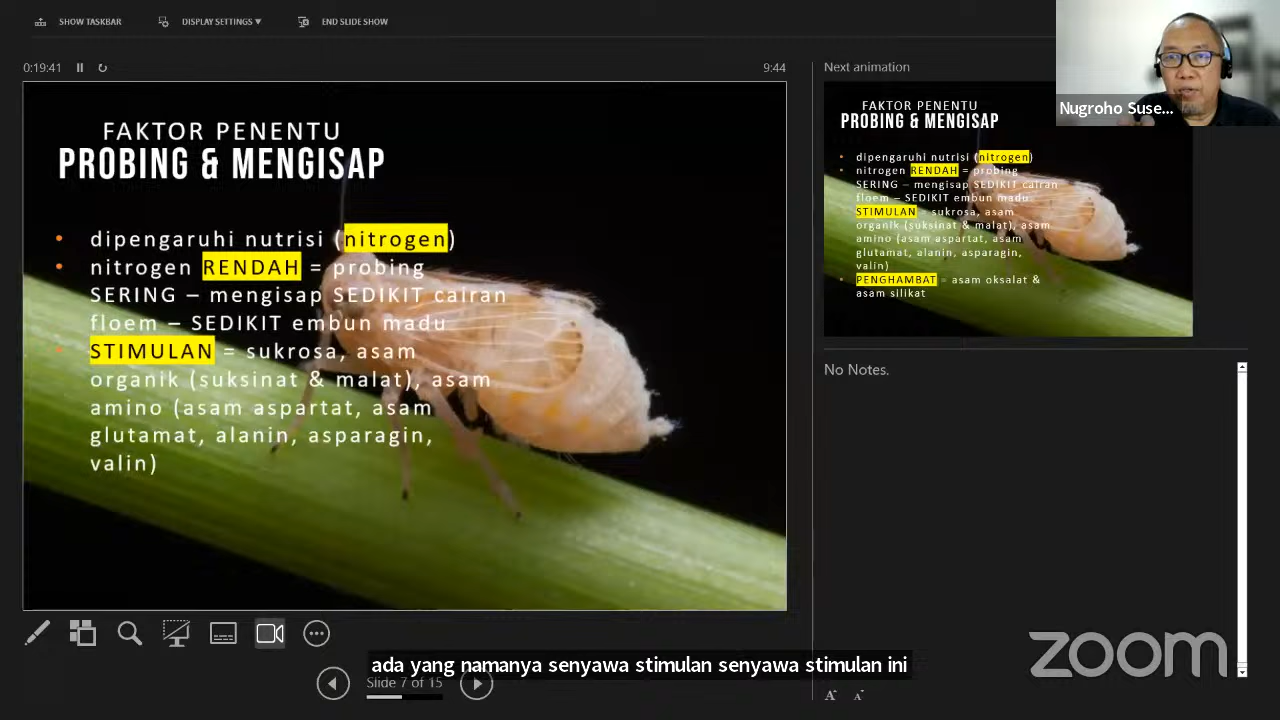 SHOW TASKBAR
DISPLAY SETTINGS ▼
END SLIDE SHOW
0:19:41
9:44
FAKTOR PENENTU
PROBING & MENGISAP
• dipengaruhi nutrisi (nitrogen)
• nitrogen RENDAH = probing
SERING – mengisap SEDIKIT cairan
floem – SEDIKIT embun madu
• STIMULAN = sukrosa, asam
organik (suksinat & malat), asam
amino (asam aspartat, asam
glutamat, alanin, asparagin,
valin)
Next animation
FAKTOR PENENTU
PROBING & MENGISAP
• dipengaruhi nutrisi (nitrogen)
• nitrogen RENDAH = probing
SERING – mengisap SEDIKIT cairan
floem – SEDIKIT embun madu
STIMULAN = sukrosa, asam
organik (suksinat & malat), asam
amino (asam aspartat, asam
glutamat, alanin, asparagin,
valin)
• PENGHAMBAT = asam oksalat &
asam silikat
Nugroho Suse...
No Notes.
ada yang namanya senyawa stimulan senyawa stimulan ini
Slide 7 of 15
A A
zoom